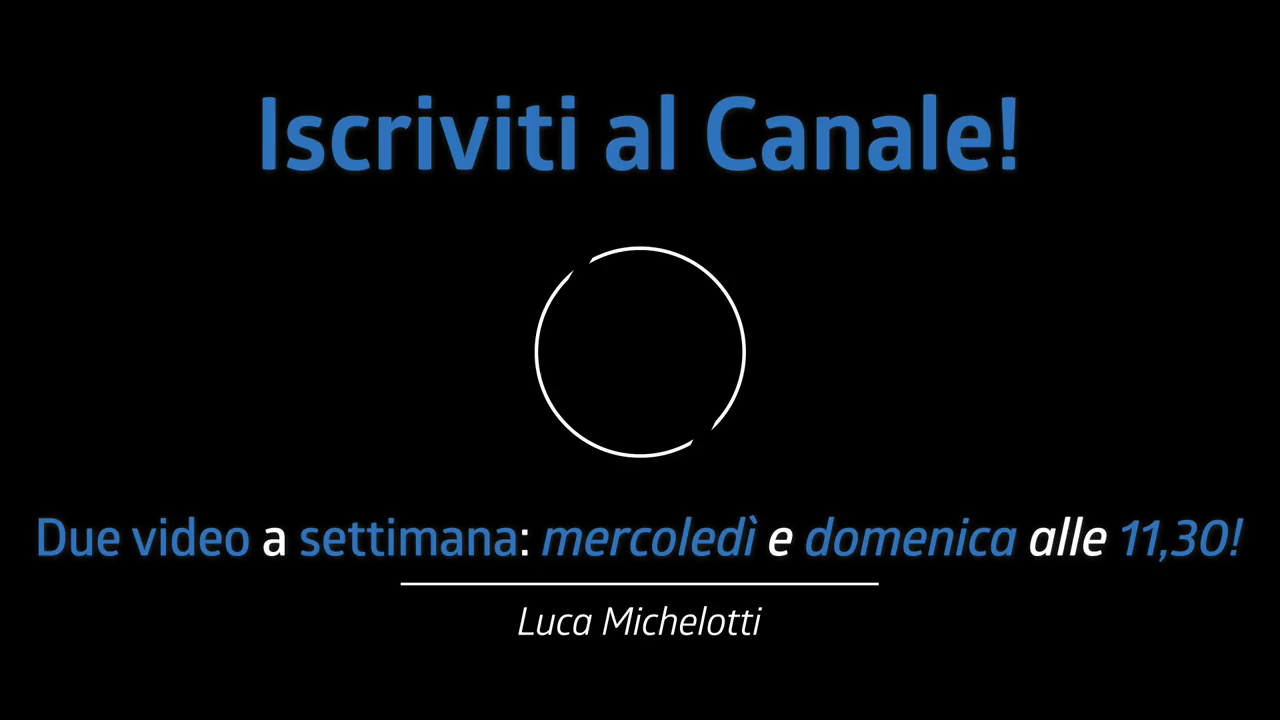 Iscriviti al Canale!
Due video a settimana: mercoledì e domenica alle 11,30!
Luca Michelotti